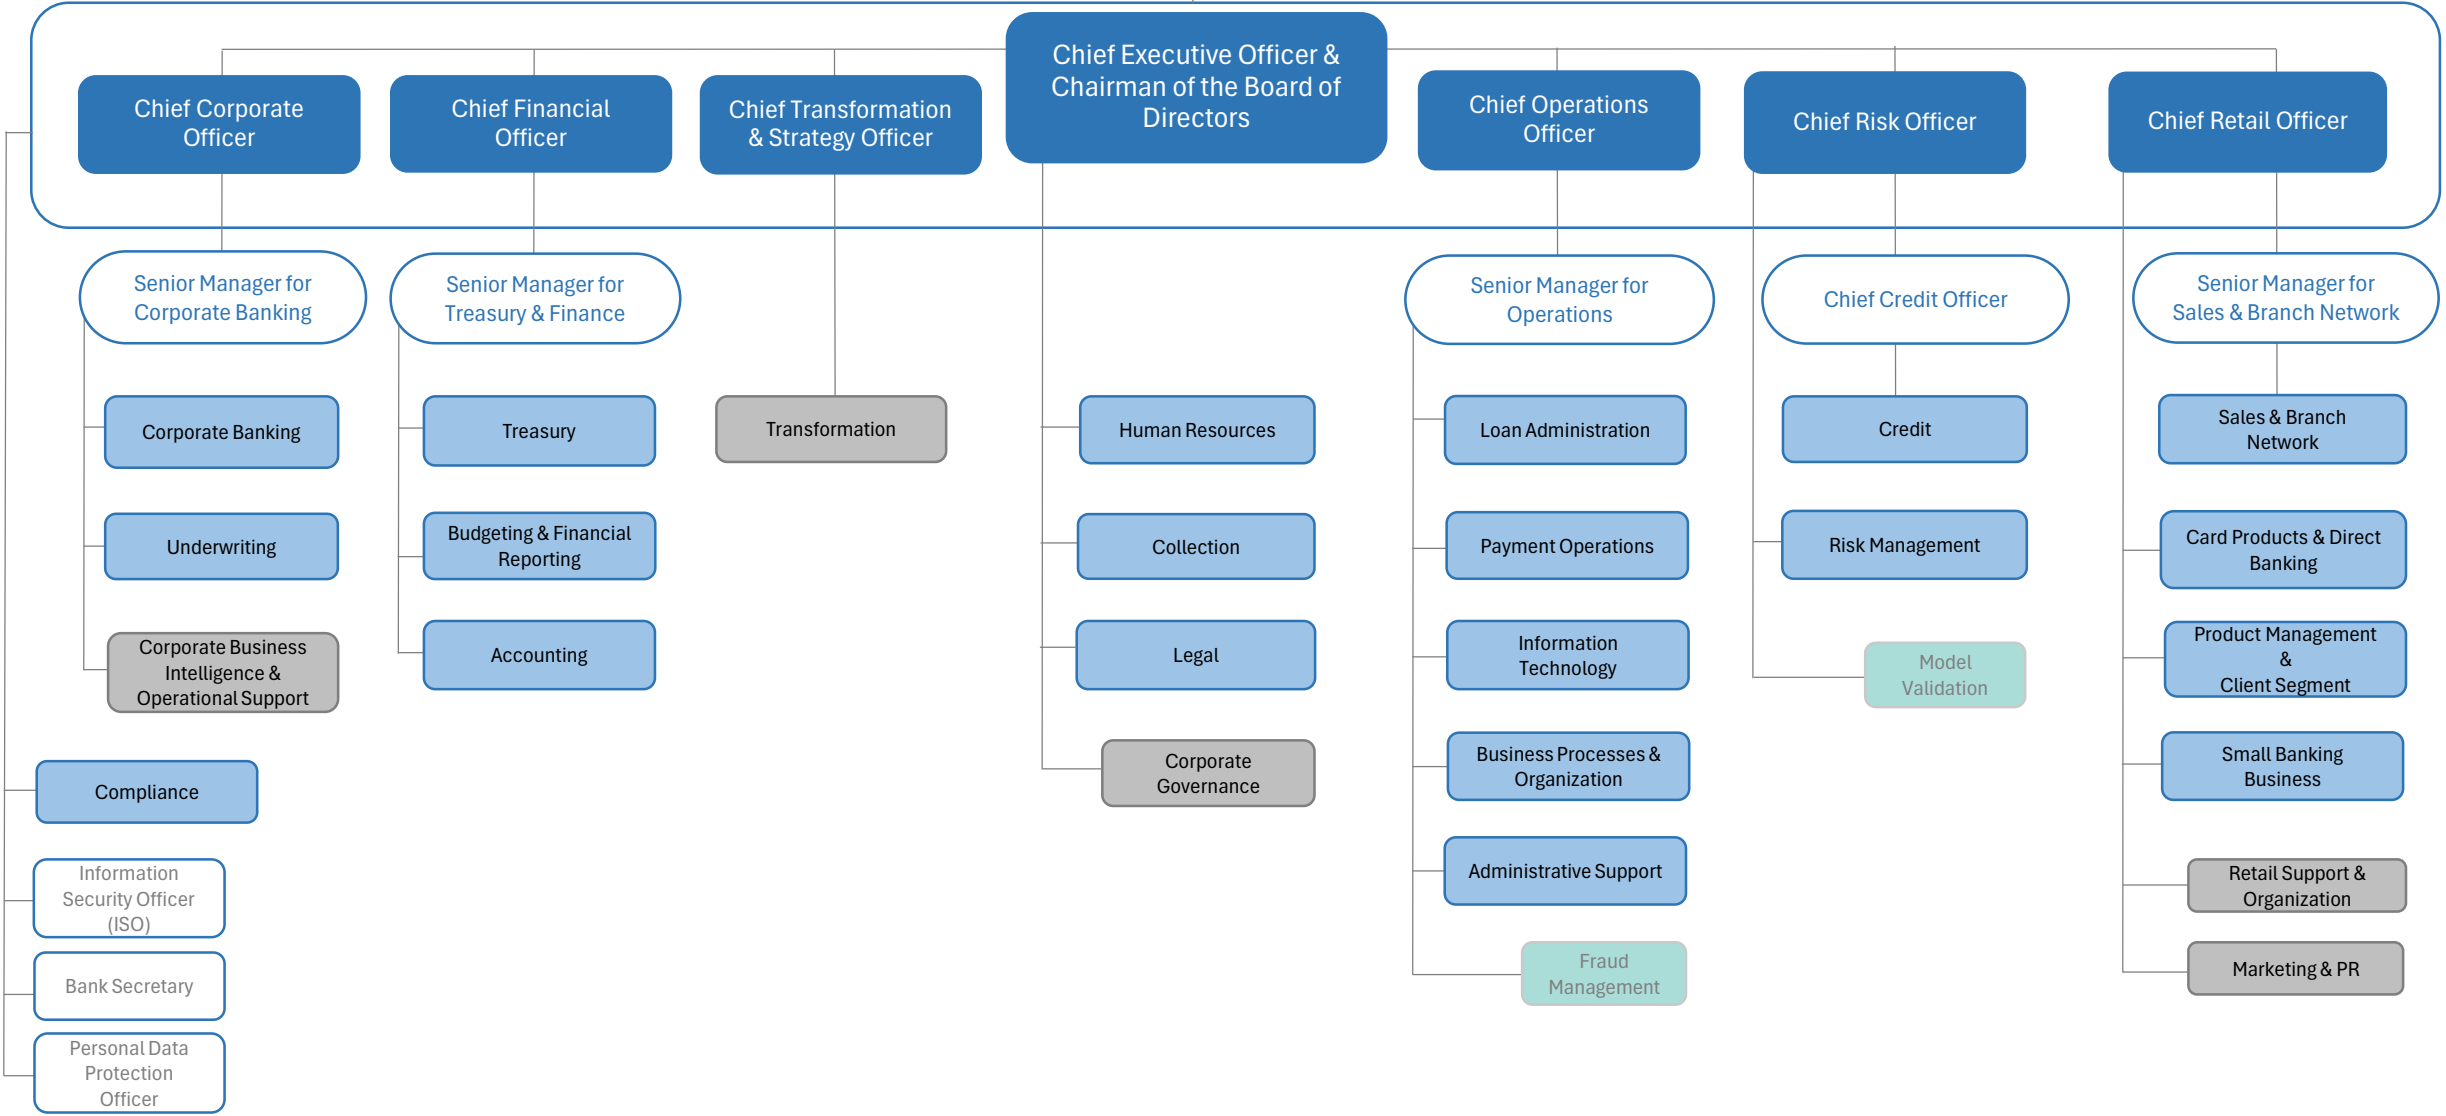 Chief Executive Officer &
Chairman of the Board of
Directors
Chief Corporate
Officer
Chief Financial
Officer
Chief Transformation
& Strategy Officer
Chief Operations
Officer
Chief Risk Officer
Chief Retail Officer
Senior Manager for
Corporate Banking
Senior Manager for
Treasury & Finance
Senior Manager for
Operations
Chief Credit Officer
Senior Manager for
Sales & Branch Network
Corporate Banking
Underwriting
Corporate Business
Intelligence &
Operational Support
Treasury
Budgeting & Financial
Reporting
Accounting
Transformation
Human Resources
Collection
Legal
Corporate
Governance
Loan Administration
Payment Operations
Information
Technology
Business Processes &
Organization
Administrative Support
Fraud
Management
Credit
Risk Management
Model
Validation
Sales & Branch
Network
Card Products & Direct
Banking
Product Management
&
Client Segment
Small Banking
Business
Retail Support &
Organization
Marketing & PR
Compliance
Information
Security Officer
(ISO)
Bank Secretary
Personal Data
Protection
Officer